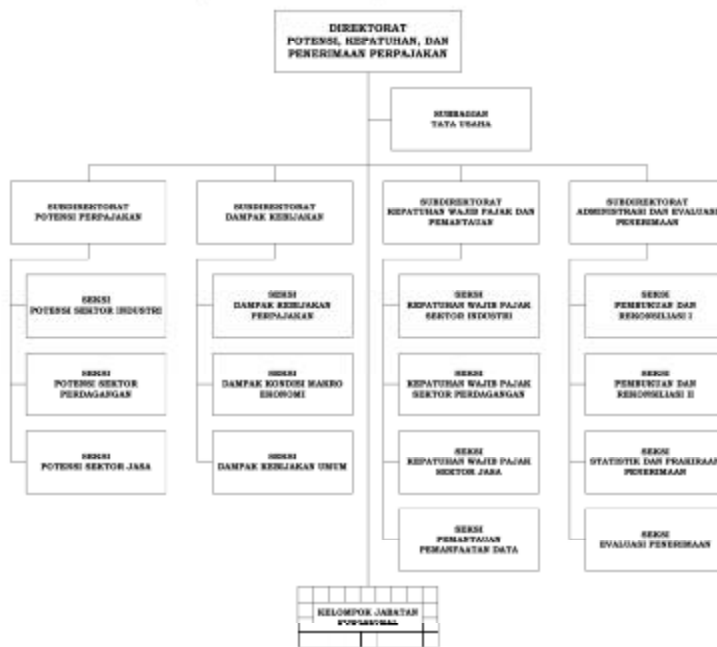 DIREKTORAT
POTENSI, KEPATUHAN, DAN
PENERIMAAN PERPAJAKAN
SUBBAGIAN
TATA USAHA
SUBDIREKTORAT
POTENSI PERPAJAKAN
SUBDIREKTORAT
DAMPAK KEBIJAKAN
SUBDIREKTORAT
KEPATUHAN WAJIB PAJAK DAN
PEMANTAUAN
SUBDIREKTORAT
ADMINISTRASI DAN EVALUASI
PENERIMAAN
SEKSI
POTENSI SEKTOR INDUSTRI
SEKSI
DAMPAK KEBIJAKAN
PERPAJAKAN
SEKSI
KEPATUHAN WAJIB PAJAK
SEKTOR INDUSTRI
SEKSI
PEMBUKUAN DAN
REKONSILIASI I
SEKSI
POTENSI SEKTOR
PERDAGANGAN
SEKSI
DAMPAK KONDISI MAKRO
EKONOMI
SEKSI
KEPATUHAN WAJIB PAJAK
SEKTOR PERDAGANGAN
SEKSI
PEMBUKUAN DAN
REKONSILIASI II
SEKSI
POTENSI SEKTOR JASA
SEKSI
DAMPAK KEBIJAKAN UMUM
SEKSI
KEPATUHAN WAJIB PAJAK
SEKTOR JASA
SEKSI
STATISTIK DAN PRAKIRAAN
PENERIMAAN
SEKSI
PEMANTAUAN
PEMANFAATAN DATA
SEKSI
EVALUASI PENERIMAAN
KELOMPOK JABATAN
FUNGSIONAL